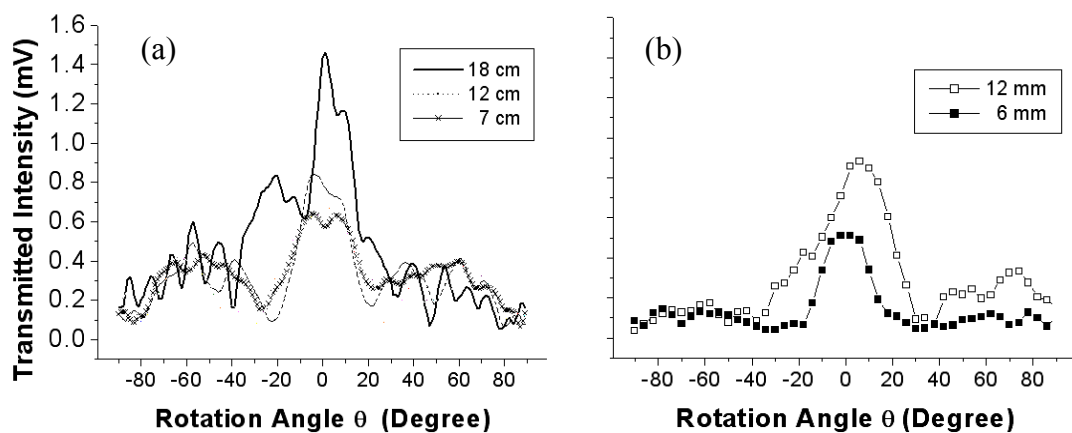 (a)
18 cm
12 cm
7 cm
Transmitted Intensity (mV)
1.6
1.4
1.2
1.0
0.8
0.6
0.4
0.2
0.0
-80 -60 -40 -20 0 20 40 60 80
Rotation Angle θ (Degree)
(b)
12 mm
6 mm
-80 -60 -40 -20 0 20 40 60 80
Rotation Angle θ (Degree)